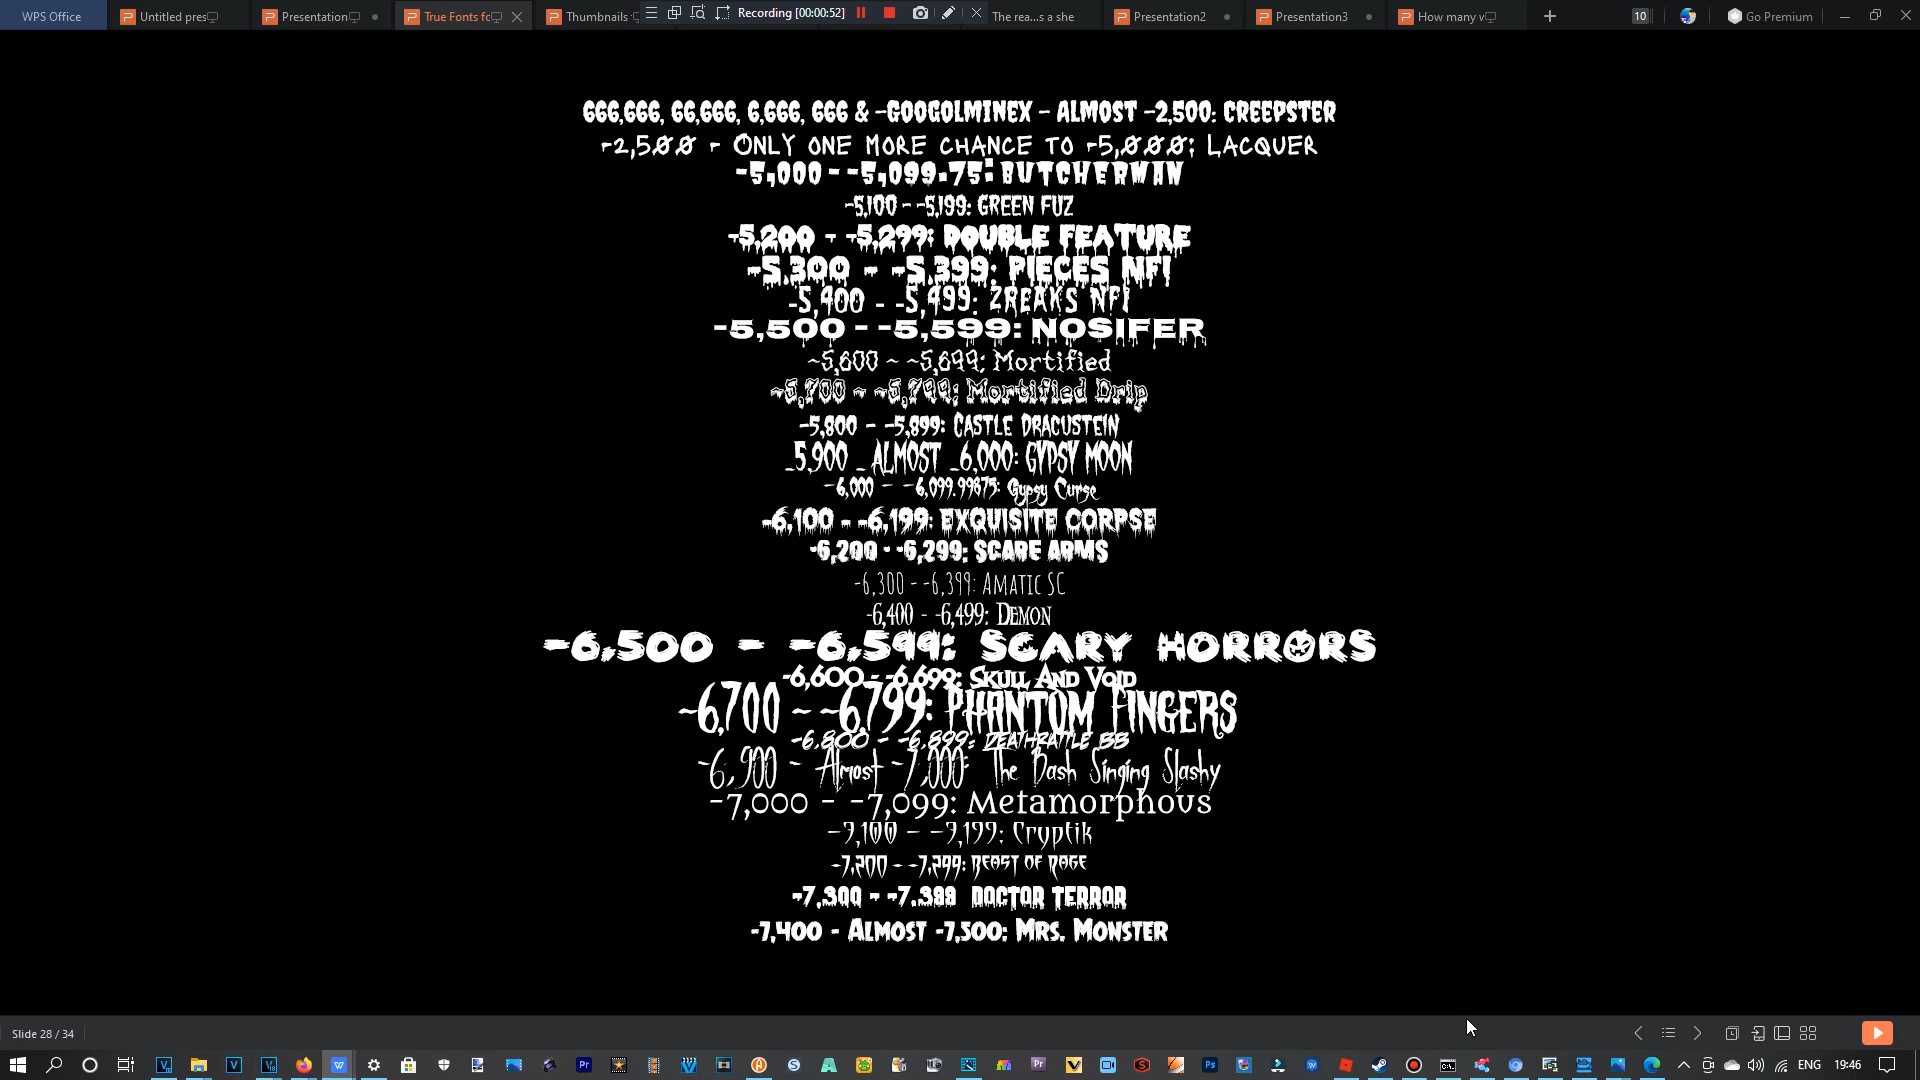 WPS Office
Untitled pres
Presentation
True Fonts fc
Thumbnails
Recording [00:00:52]
The rea...s a she
Presentation2
Presentation3
How many v
10
Go Premium
666,666, 66,666, 6,666, 666 & -GOOGOLMINEX - ALMOST -2,500: CREEPSTER
-2,500 - ONLY ONE MORE CHANCE TO -5,000: LACQUER
-5,000 - -5,099.75: BUTCHERMAN
-5,100 - -5,199: GREEN FUZ
-5,200 - -5,299: DOUBLE FEATURE
-5,300 - -5,399: PIECES NFI
-5,400 - -5,499: ZREAKS NFI
-5,500 - -5,599: NOSIFER
~5,600 ~ ~5,699: Mortified
~5,700 ~ ~5,799: Mortified Drip
-5,800 - -5,899: CASTLE DRACUSTEIN
_5,900 _ ALMOST _6,000: GYPSY MOON
-6,000 - -6,099.99875: Gypsy Curse
-6,100 - -6,199: EXQUISITE CORPSE
-6,200 - -6,299: SCARE ARMS
-6,300 - -6,399: AMATIC SC
-6,400 - -6,499: DEMON
-6,500 - -6,599: SCARY HORRORS
-6,600 - -6,699: SKULL AND VOID
~6,700 ~ ~6,799: PHANTOM FINGERS
-6,800 - -6,899: DEATHRATTLE BB
-6,900 - Almost -7,000: The Dash Singing Slashy
-7,000 - -7,099: Metamorphous
-7,100 - -7,199: Cryptik
-7,200 - -7,299: BEAST OF RAGE
-7,300 - -7,399 DOCTOR TERROR
-7,400 - ALMOST -7,500: MRS. MONSTER
Slide 28 / 34
ENG
19:46